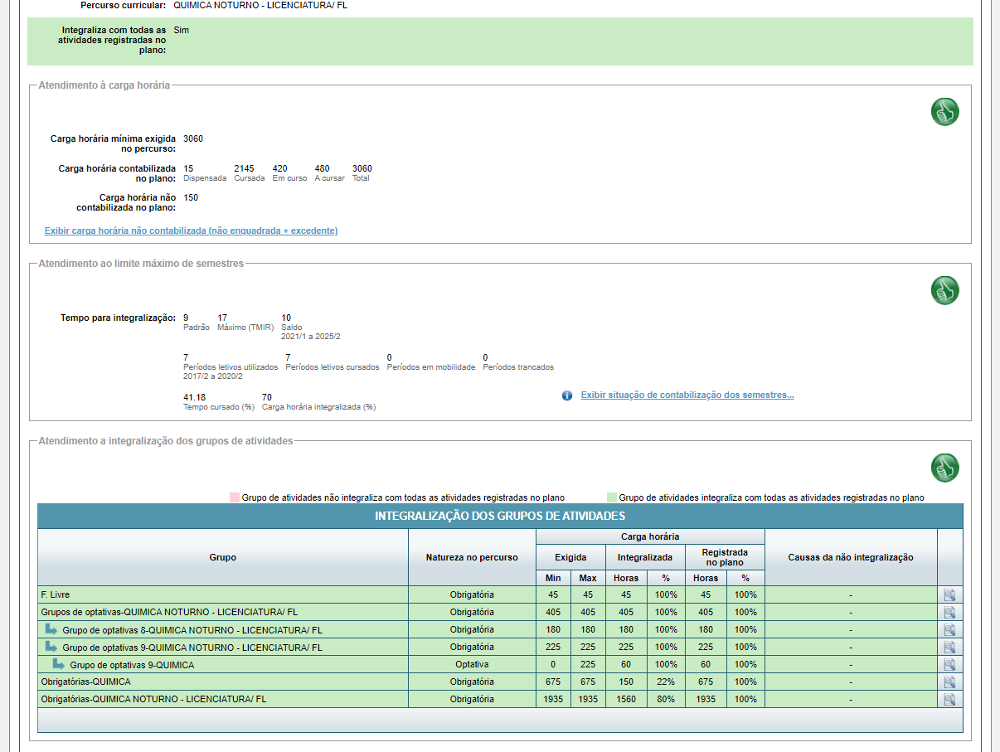 Percurso curricular: QUIMICA NOTURNO - LICENCIATURA/ FL
Integraliza com todas as Sim
atividades registradas no
plano:
Atendimento à carga horária
Carga horária mínima exigida 3060
no percurso:
Carga horária contabilizada 15 2145 420 480 3060
no plano: Dispensada Cursada Em curso A cursar Total
Carga horária não 150
contabilizada no plano:
Exibir carga horária não contabilizada (não enquadrada + excedente)
Atendimento ao limite máximo de semestres
Tempo para integralização: 9 17 10
Padrão Máximo (TMIR) Saldo
2021/1 a 2025/2
7 7 0 0
Períodos letivos utilizados Períodos letivos cursados Períodos em mobilidade Períodos trancados
2017/2 a 2020/2
41.18 70
Tempo cursado (%) Carga horária integralizada (%)
Exibir situação de contabilização dos semestres...
Atendimento a integralização dos grupos de atividades
Grupo de atividades não integraliza com todas as atividades registradas no plano Grupo de atividades integraliza com todas as atividades registradas no plano
INTEGRALIZAÇÃO DOS GRUPOS DE ATIVIDADES
Grupo Natureza no percurso Carga horária Causas da não integralização
Exigida Integralizada Registrada
no plano
Min Max Horas % Horas %
F. Livre Obrigatória 45 45 45 100% 45 100% -
Grupos de optativas-QUIMICA NOTURNO - LICENCIATURA/ FL Obrigatória 405 405 405 100% 405 100% -
Grupo de optativas 8-QUIMICA NOTURNO - LICENCIATURA/ FL Obrigatória 180 180 180 100% 180 100% -
Grupo de optativas 9-QUIMICA NOTURNO - LICENCIATURA/ FL Obrigatória 225 225 225 100% 225 100% -
Grupo de optativas 9-QUIMICA Optativa 0 225 60 100% 60 100% -
Obrigatórias-QUIMICA Obrigatória 675 675 150 22% 675 100% -
Obrigatórias-QUIMICA NOTURNO - LICENCIATURA/ FL Obrigatória 1935 1935 1560 80% 1935 100% -